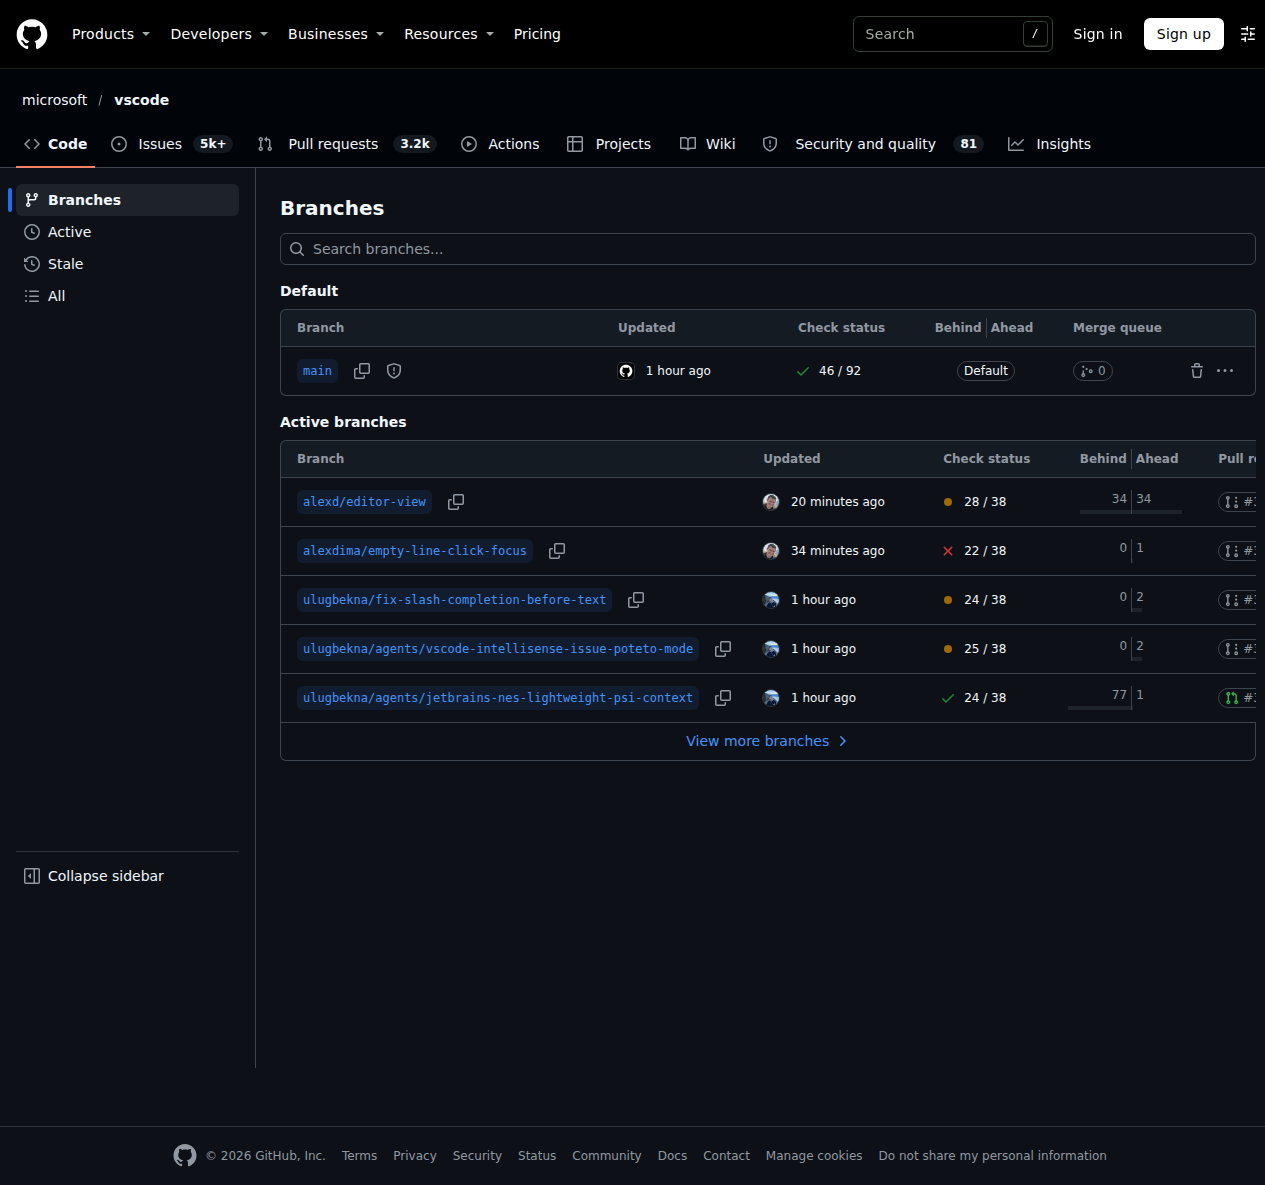 Products Developers Businesses Resources Pricing Search / Sign in Sign up
microsoft / vscode
Code Issues 5k+ Pull requests 3.2k Actions Projects Wiki Security and quality 81 Insights
Branches
Active
Stale
All
Collapse sidebar
Branches
Search branches...
Default
Branch Updated Check status Behind Ahead Merge queue
main 1 hour ago 46 / 92 Default 0
Active branches
Branch Updated Check status Behind Ahead Pull
alexd/editor-view 20 minutes ago 28 / 38 34 34
alexdima/empty-line-click-focus 34 minutes ago 22 / 38 0 1
ulugbekna/fix-slash-completion-before-text 1 hour ago 24 / 38 0 2
ulugbekna/agents/vscode-intellisense-issue-poteto-mode 1 hour ago 25 / 38 0 2
ulugbekna/agents/jetbrains-nes-lightweight-psi-context 1 hour ago 24 / 38 77 1
View more branches
© 2026 GitHub, Inc. Terms Privacy Security Status Community Docs Contact Manage cookies Do not share my personal information